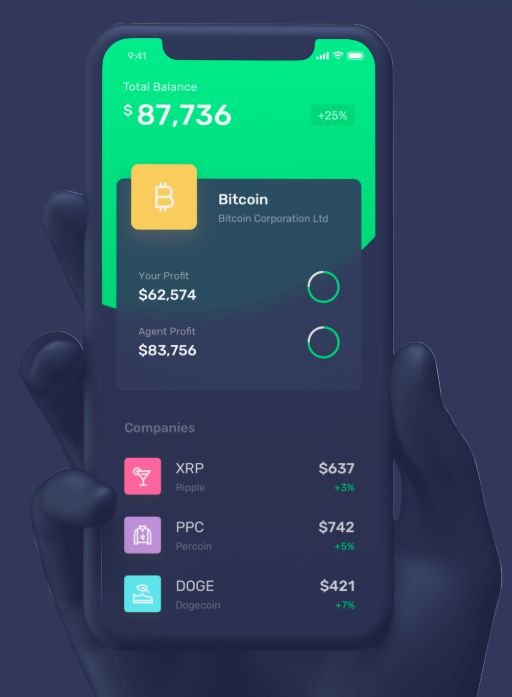 9:41
Total Balance
$ 87,736
+25%
Bitcoin
Bitcoin Corporation Ltd
Your Profit
$62,574
Agent Profit
$83,756
Companies
XRP
$637
Ripple
+3%
PPC
$742
Percoin
+5%
DOGE
$421
Dogecoin
+7%